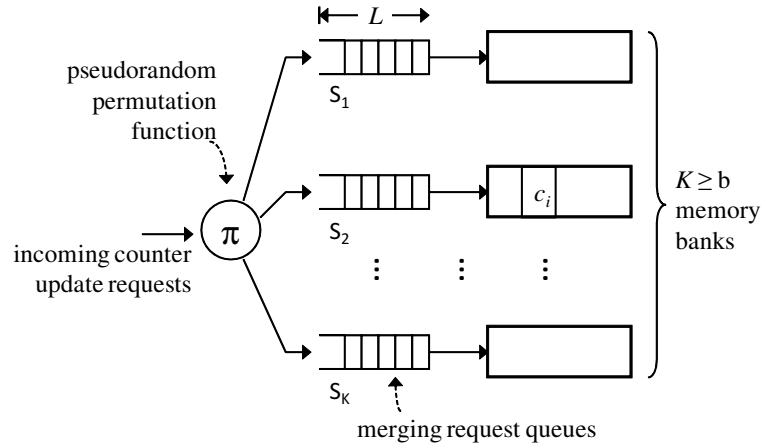 L
pseudorandom
permutation
function
S1
π
incoming counter
update requests
S2
ci
K ≥ b
memory
banks
SK
merging request queues